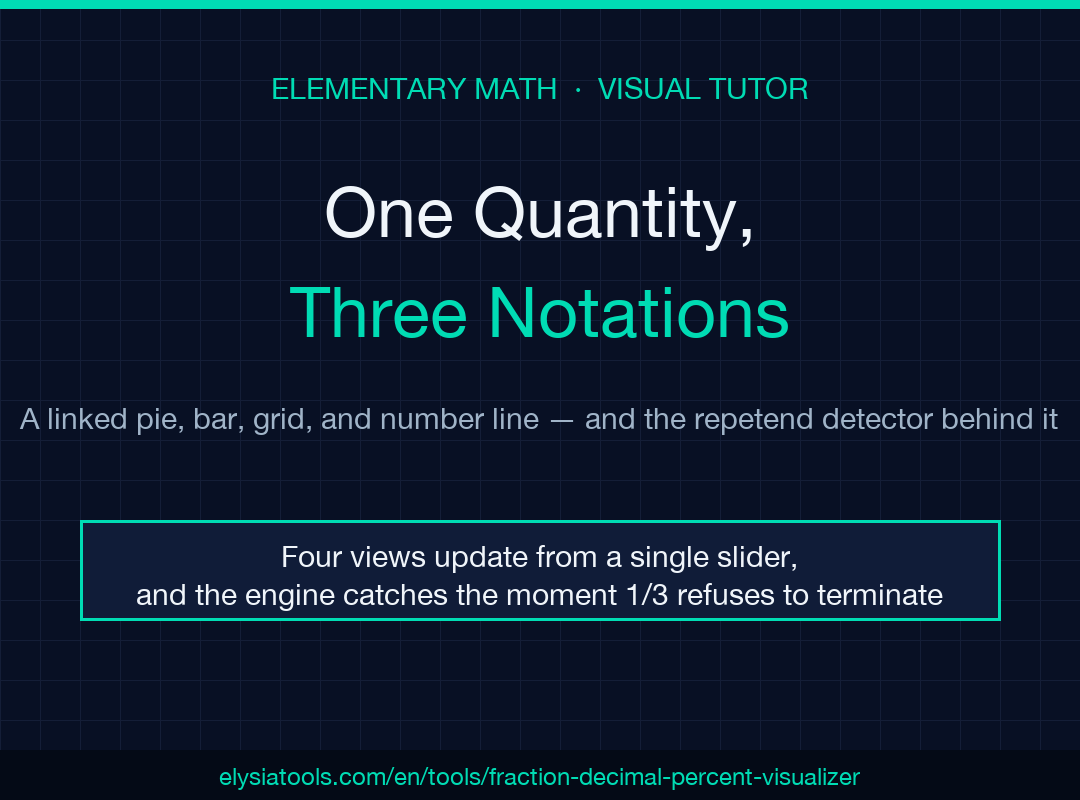 ELEMENTARY MATH · VISUAL TUTOR
One Quantity,
Three Notations
A linked pie, bar, grid, and number line — and the repetend detector behind it
Four views update from a single slider,
and the engine catches the moment 1/3 refuses to terminate
elysiatools.com/en/tools/fraction-decimal-percent-visualizer